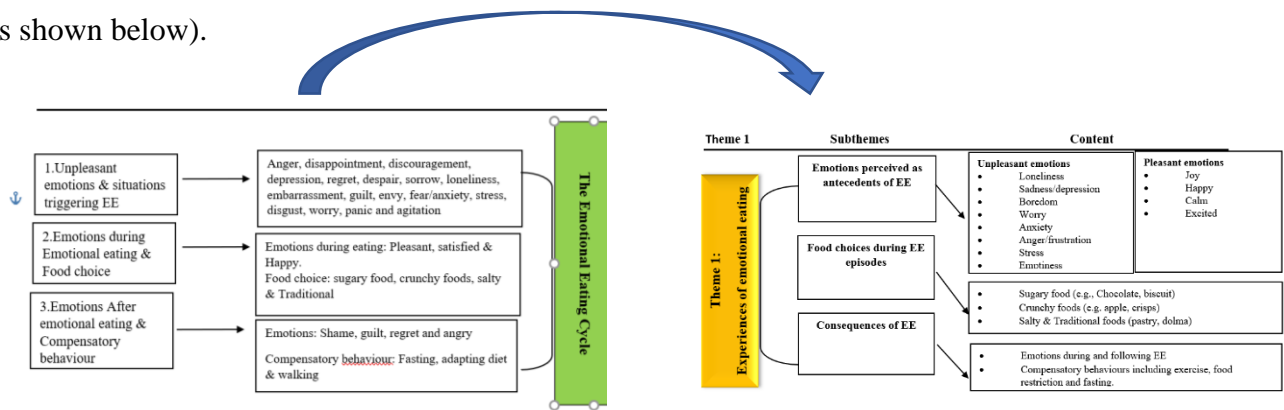 s shown below).
1.Unpleasant
emotions & situations
triggering EE
Anger, disappointment, discouragement,
depression, regret, despair, sorrow, loneliness,
embarrassment, guilt, envy, fear/anxiety, stress,
disgust, worry, panic and agitation
2.Emotions during
Emotional eating &
Food choice
Emotions during eating: Pleasant, satisfied &
Happy.
Food choice: sugary food, crunchy foods, salty
& Traditional
3.Emotions After
emotional eating &
Compensatory
behaviour
Emotions: Shame, guilt, regret and angry
Compensatory behaviour: Fasting, adapting diet
& walking
The Emotional Eating Cycle
Theme 1 Subthemes Content
Theme 1:
Experiences of emotional eating
Emotions perceived as
antecedents of EE
Unpleasant emotions
• Loneliness
• Sadness/depression
• Boredom
• Worry
• Anxiety
• Anger/frustration
• Stress
• Emotiness
Pleasant emotions
• Joy
• Happy
• Calm
• Excited
Food choices during EE
episodes
• Sugary food (e.g., Chocolate, biscuit)
• Crunchy foods (e.g. apple, crisps)
• Salty & Traditional foods (pastry, dolma)
Consequences of EE
• Emotions during and following EE
• Compensatory behaviours including exercise, food
restriction and fasting.